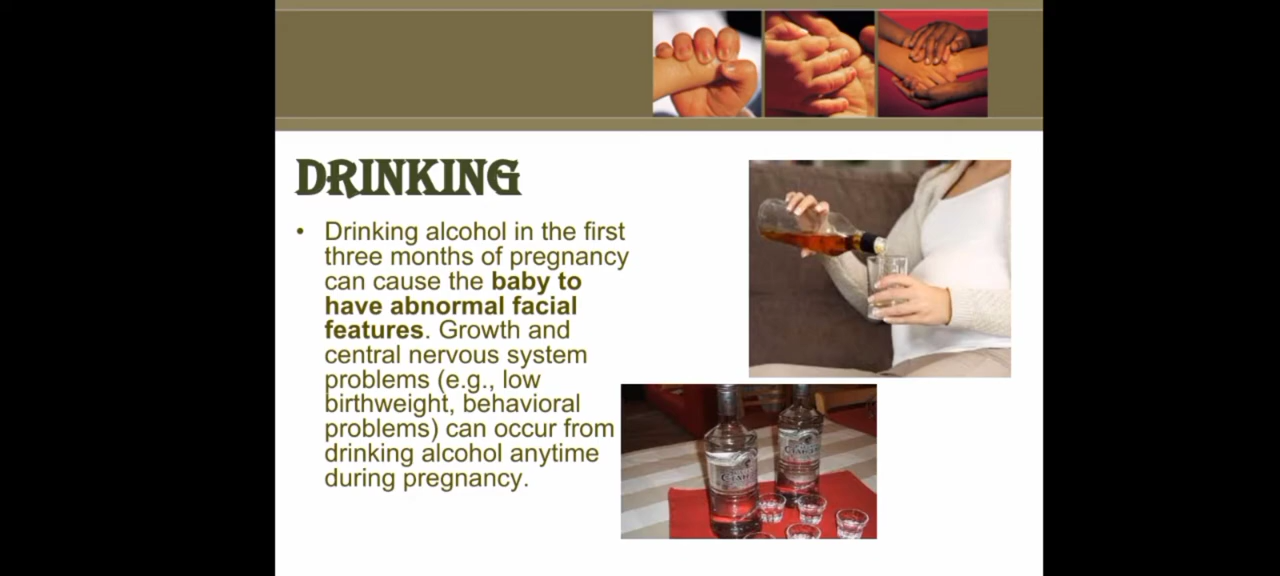 DRINKING
• Drinking alcohol in the first
three months of pregnancy
can cause the baby to
have abnormal facial
features. Growth and
central nervous system
problems (e.g., low
birthweight, behavioral
problems) can occur from
drinking alcohol anytime
during pregnancy.